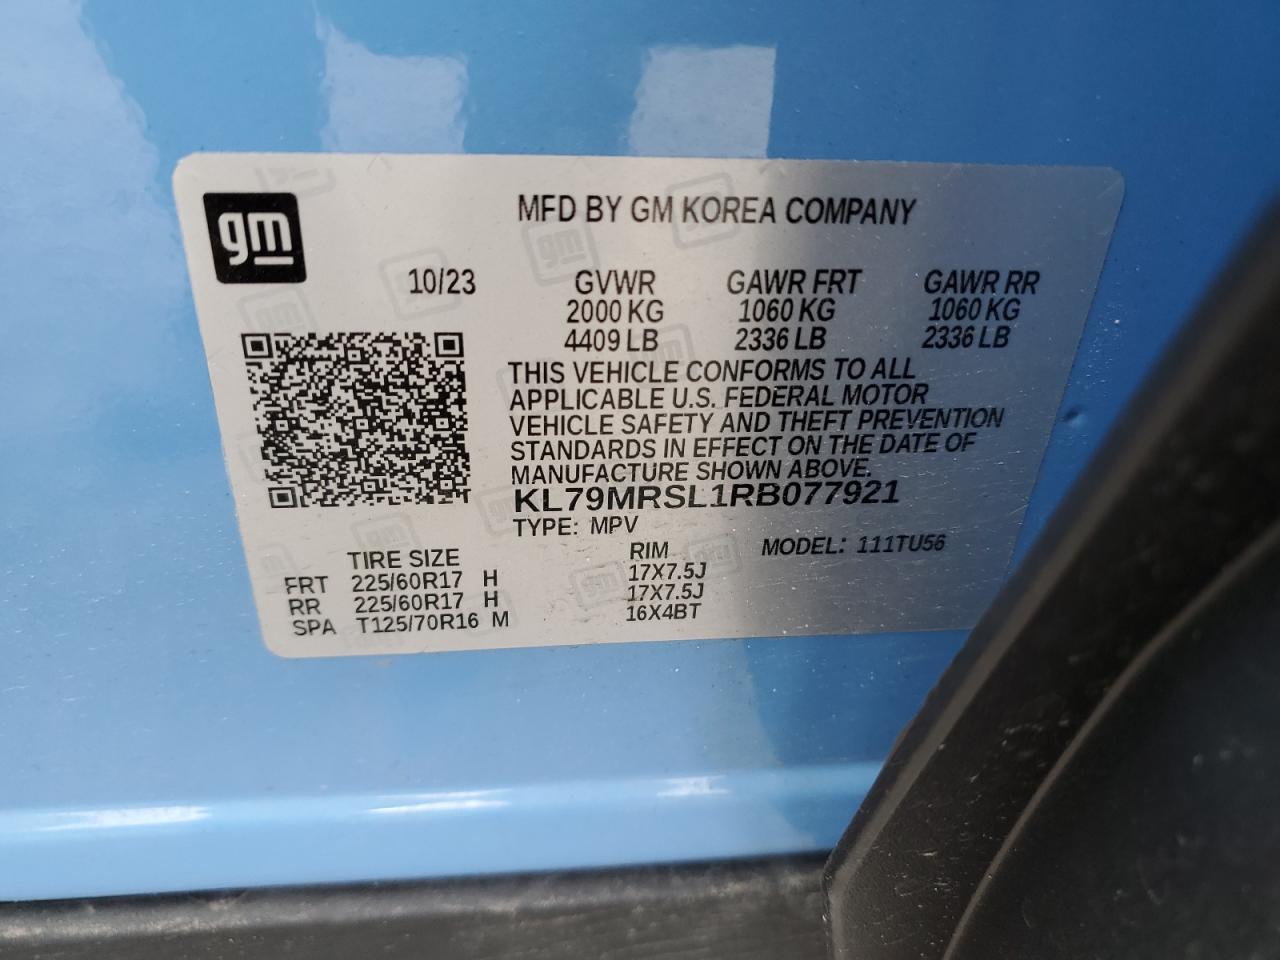 gm
MFD BY GM KOREA COMPANY
10/23 GVWR GAWR FRT GAWR RR
2000 KG 1060 KG 1060 KG
4409 LB 2336 LB 2336 LB
THIS VEHICLE CONFORMS TO ALL
APPLICABLE U.S. FEDERAL MOTOR
VEHICLE SAFETY AND THEFT PREVENTION
STANDARDS IN EFFECT ON THE DATE OF
MANUFACTURE SHOWN ABOVE.
KL79MRSL1RB077921
TYPE: MPV
TIRE SIZE RIM MODEL: 111TU56
FRT 225/60R17 H 17X7.5J
RR 225/60R17 H 17X7.5J
SPA T125/70R16 M 16X4BT